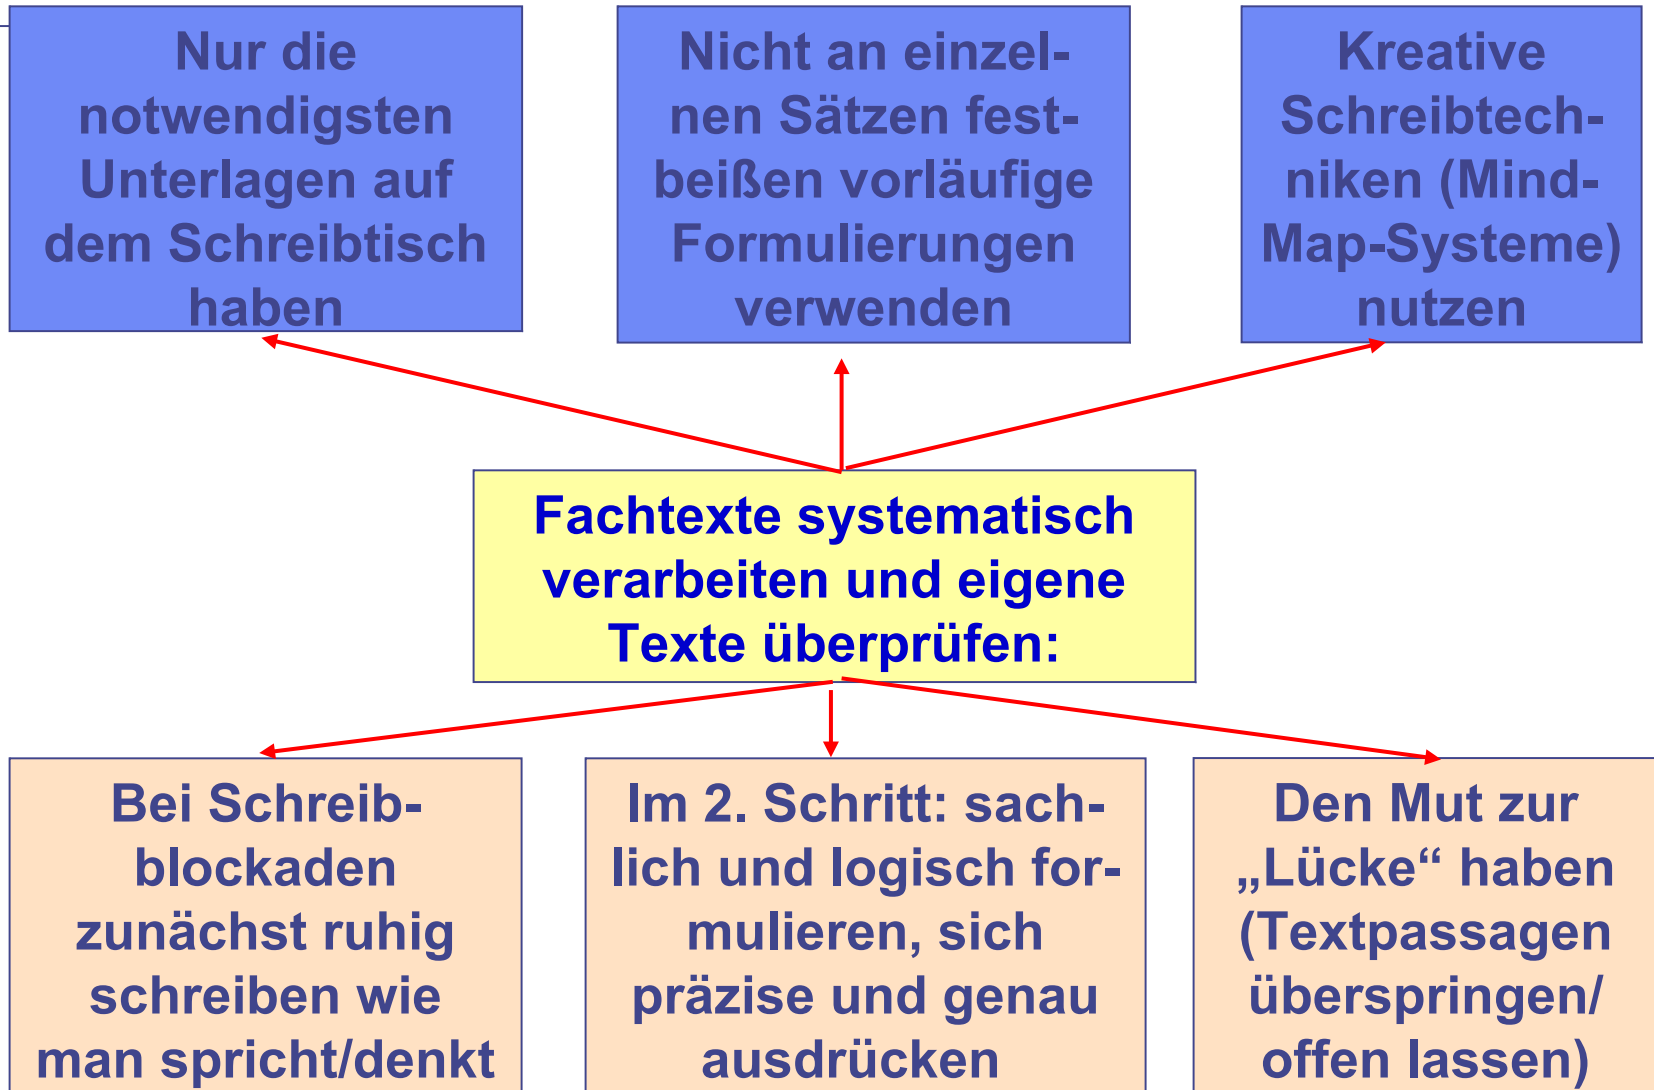 Nur die
notwendigsten
Unterlagen auf
dem Schreibtisch
haben
Nicht an einzel-
nen Sätzen fest-
beißen vorläufige
Formulierungen
verwenden
Kreative
Schreibtech-
niken (Mind-
Map-Systeme)
nutzen
Fachtexte systematisch
verarbeiten und eigene
Texte überprüfen:
Bei Schreib-
blockaden
zunächst ruhig
schreiben wie
man spricht/denkt
Im 2. Schritt: sach-
lich und logisch for-
mulieren, sich
präzise und genau
ausdrücken
Den Mut zur
„Lücke“ haben
(Textpassagen
überspringen/
offen lassen)